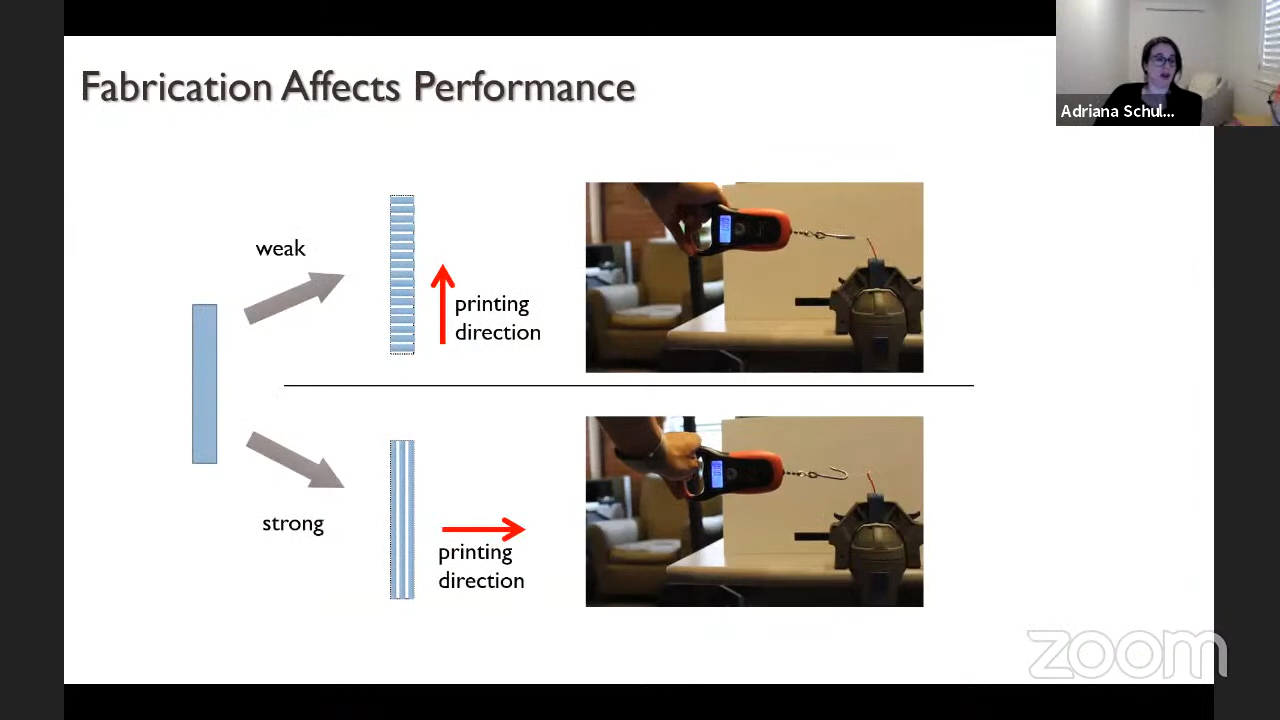 Fabrication Affects Performance
Adriana Schul...
weak
printing
direction
strong
printing
direction
zoom